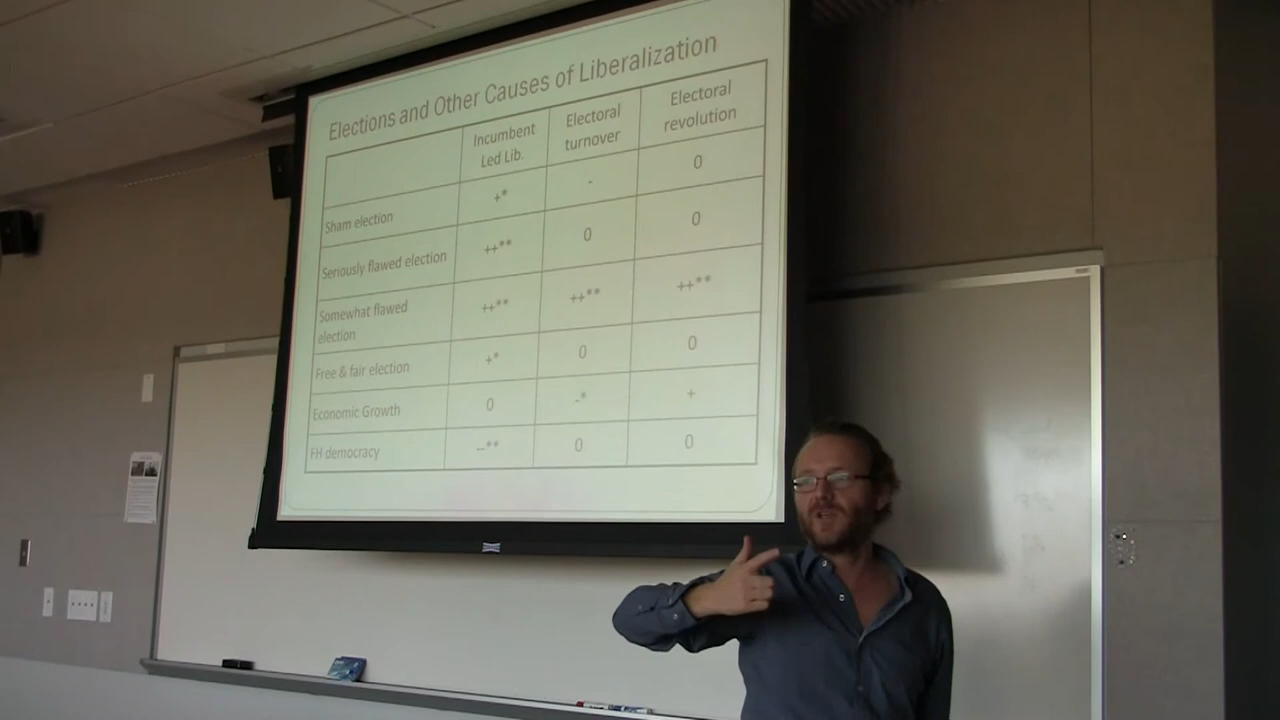 Elections and Other Causes of Liberalization
Incumbent
Led Lib.
Electoral
turnover
Electoral
revolution
Sham election
+*
-
0
Seriously flawed election
++**
0
0
Somewhat flawed
election
++**
++**
++**
Free & fair election
+*
0
0
Economic Growth
0
-*
+
FH democracy
--**
0
0